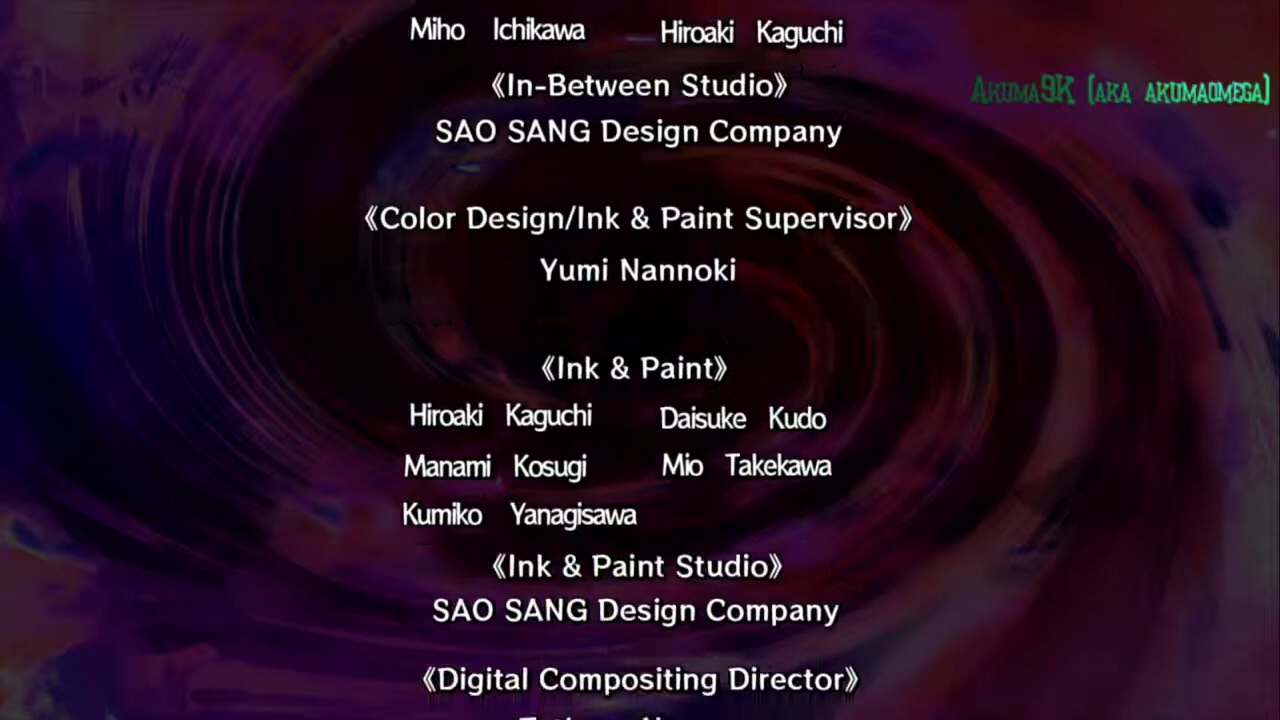 Miho Ichikawa Hiroaki Kaguchi
《In-Between Studio》
Akuma9K (aka akumaomega)
SAO SANG Design Company
《Color Design/Ink & Paint Supervisor》
Yumi Nannoki
《Ink & Paint》
Hiroaki Kaguchi Daisuke Kudo
Manami Kosugi Mio Takekawa
Kumiko Yanagisawa
《Ink & Paint Studio》
SAO SANG Design Company
《Digital Compositing Director》